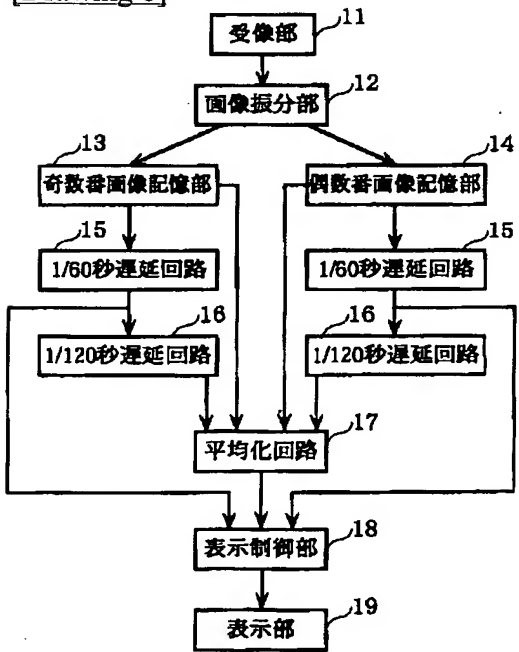 受像部
11
画像振分部
12
13
14
奇数番画像記憶部
偶数番画像記憶部
15
15
1/60秒遅延回路
1/60秒遅延回路
16
16
1/120秒遅延回路
1/120秒遅延回路
17
平均化回路
18
表示制御部
19
表示部